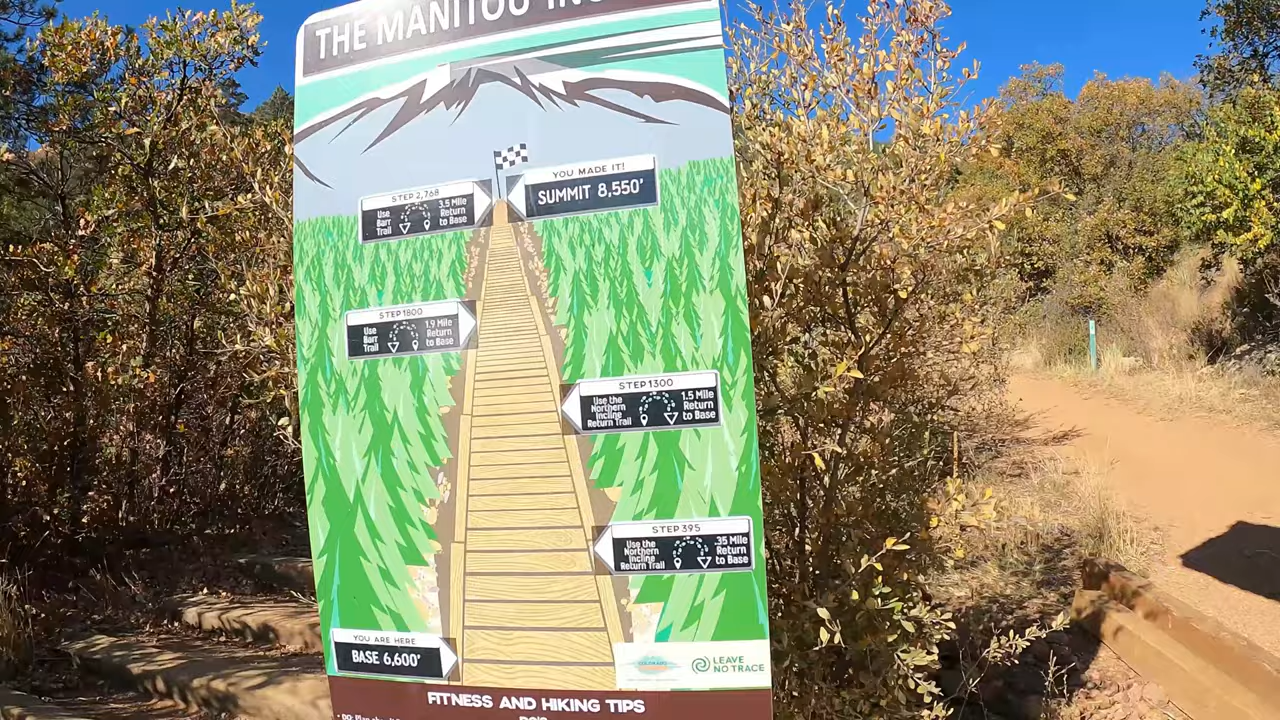 THE MANITOU INC
YOU MADE IT!
SUMMIT 8,550'
STEP 2,768
Use Barr Trail
3.5 Mile Return to Base
STEP 1800
Use Barr Trail
1.9 Mile Return to Base
STEP 1300
Use the Northern Incline Return Trail
1.5 Mile Return to Base
STEP 395
Use the Northern Incline Return Trail
.35 Mile Return to Base
YOU ARE HERE
BASE 6,600'
COLORADO
LEAVE
NO TRACE
FITNESS AND HIKING TIPS
DO'S